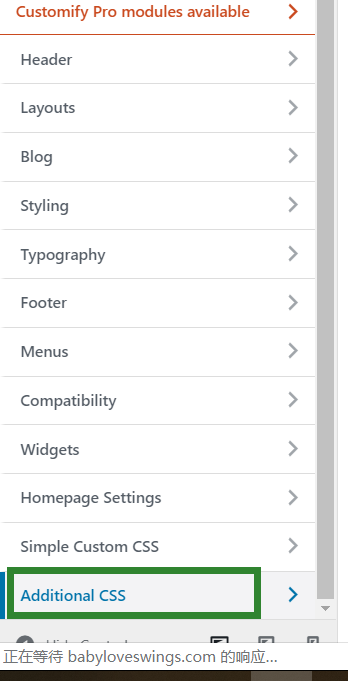 Customify Pro modules available
Header
Layouts
Blog
Styling
Typography
Footer
Menus
Compatibility
Widgets
Homepage Settings
Simple Custom CSS
Additional CSS
正在等待 babyloveswings.com 的响应...